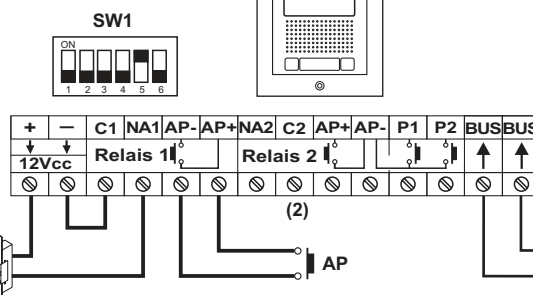 SW1
ON
1 2 3 4 5 6
+ — C1 NA1 AP- AP+ NA2 C2 AP+ AP- P1 P2 BUS BUS
12Vcc Relais 1 Relais 2
(2)
AP